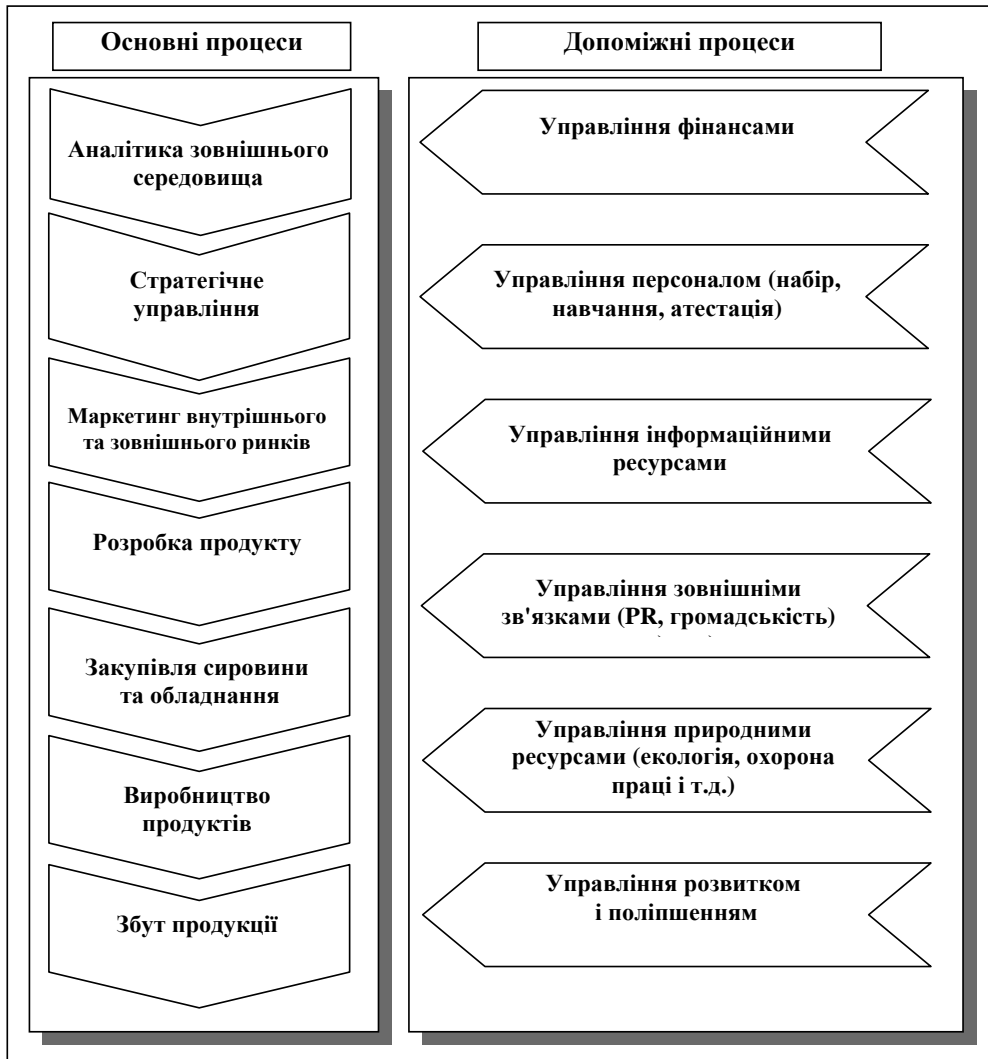 Основні процеси
Аналітика зовнішнього
середовища
Стратегічне
управління
Маркетинг внутрішнього
та зовнішнього ринків
Розробка продукту
Закупівля сировини
та обладнання
Виробництво
продуктів
Збут продукції
Допоміжні процеси
Управління фінансами
Управління персоналом (набір,
навчання, атестація)
Управління інформаційними
ресурсами
Управління зовнішніми
зв'язками (PR, громадськість)
Управління природними
ресурсами (екологія, охорона
праці і т.д.)
Управління розвитком
і поліпшенням